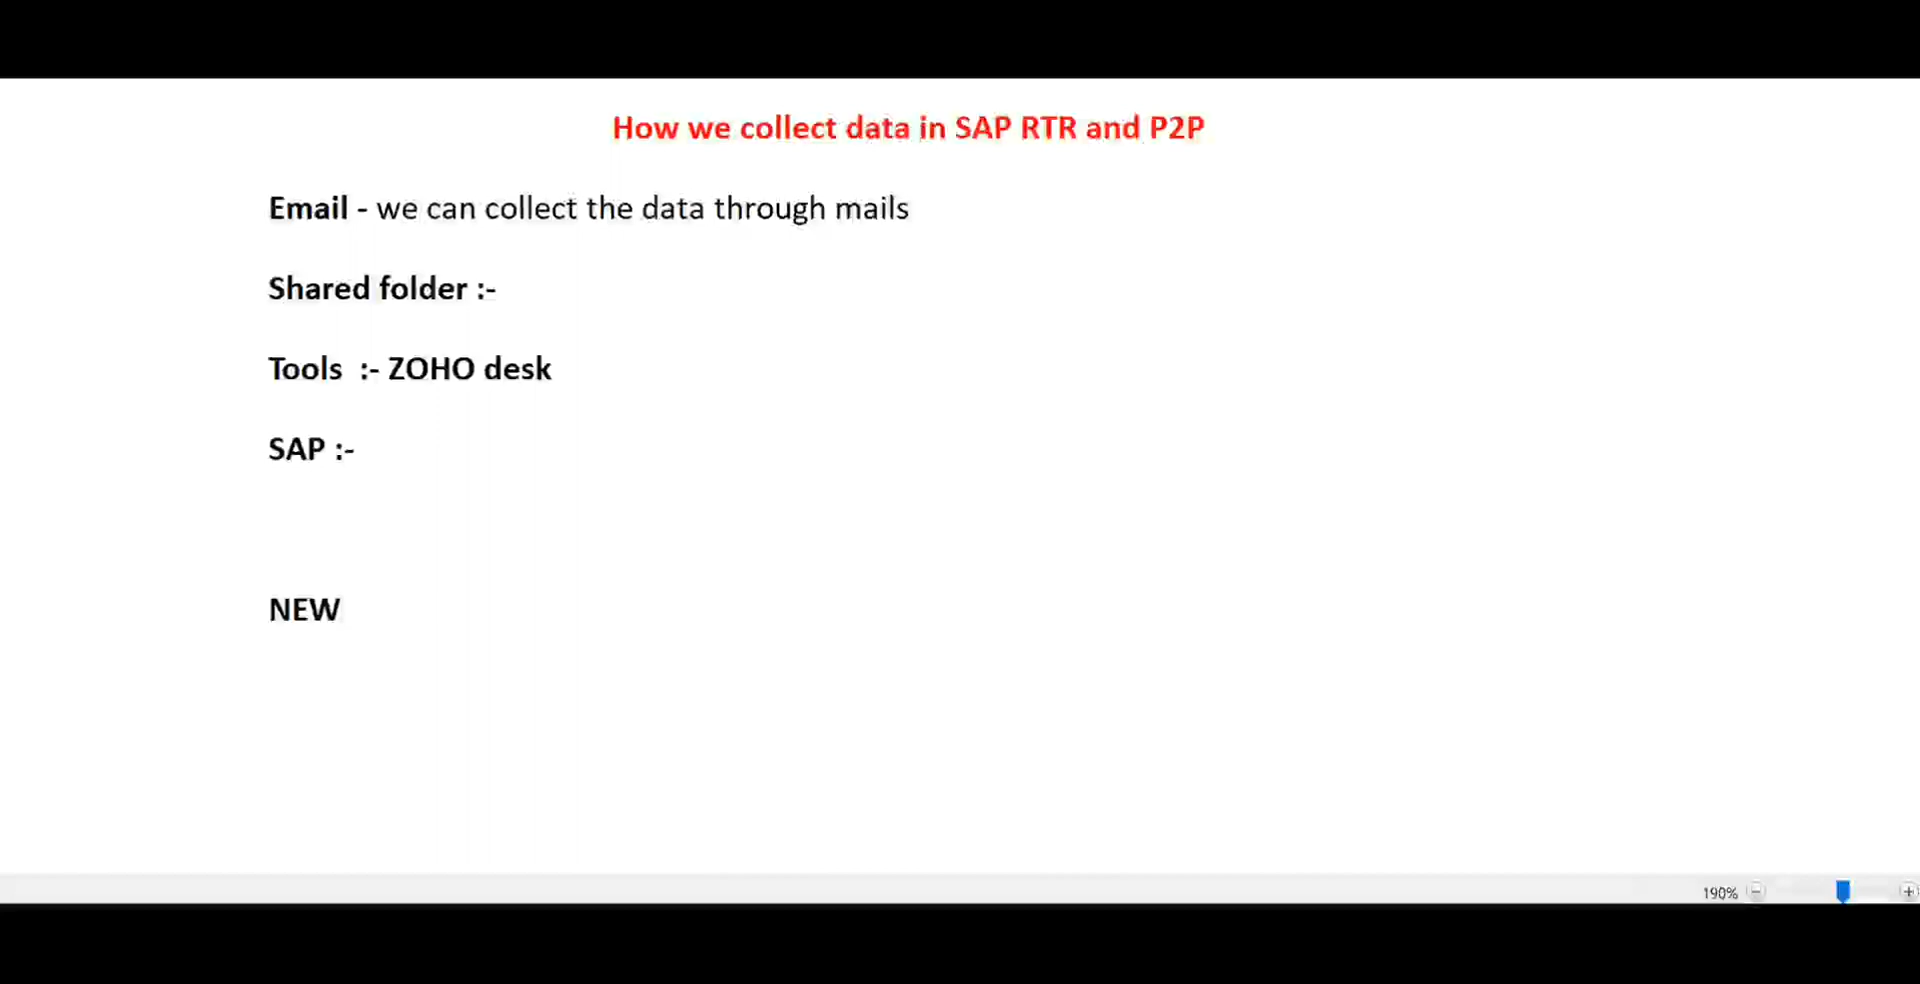 How we collect data in SAP RTR and P2P
Email - we can collect the data through mails
Shared folder :-
Tools  :- ZOHO desk
SAP :-
NEW
190%